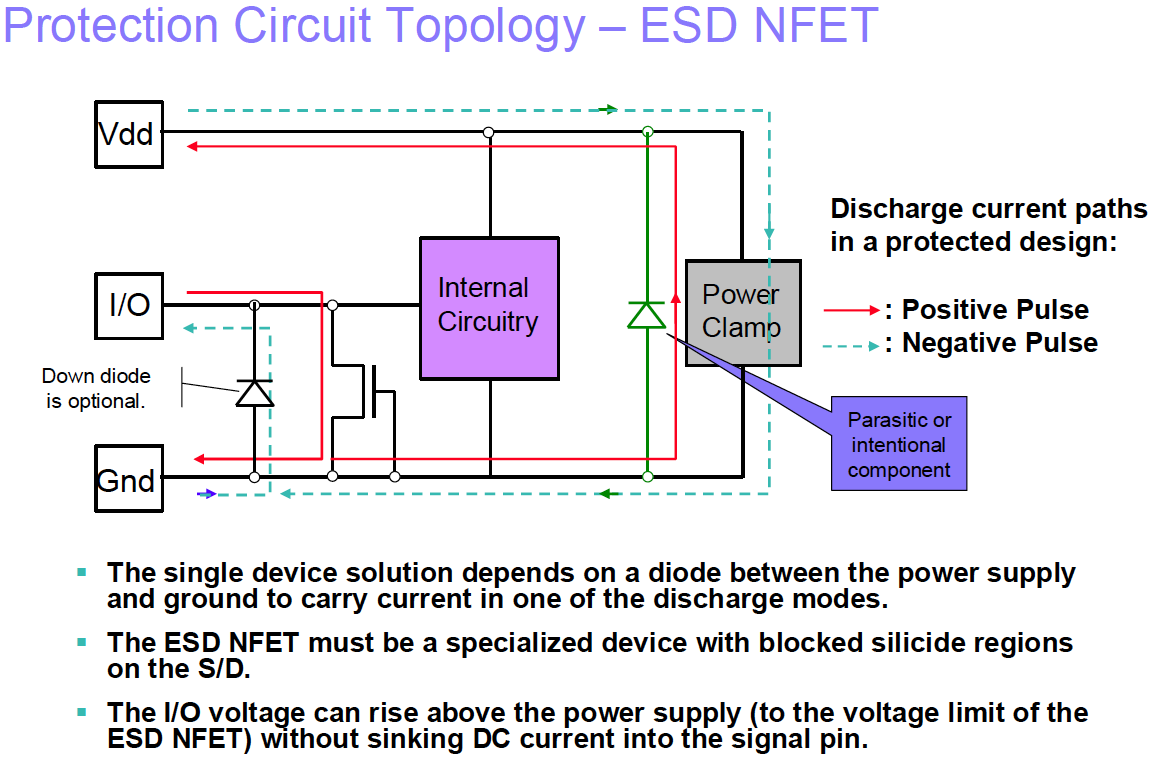 Protection Circuit Topology – ESD NFET
Vdd
Discharge current paths
in a protected design:
I/O
Internal
Circuitry
Power
Clamp
: Positive Pulse
: Negative Pulse
Down diode
is optional.
Parasitic or
intentional
component
Gnd
The single device solution depends on a diode between the power supply
and ground to carry current in one of the discharge modes.
The ESD NFET must be a specialized device with blocked silicide regions
on the S/D.
The I/O voltage can rise above the power supply (to the voltage limit of the
ESD NFET) without sinking DC current into the signal pin.